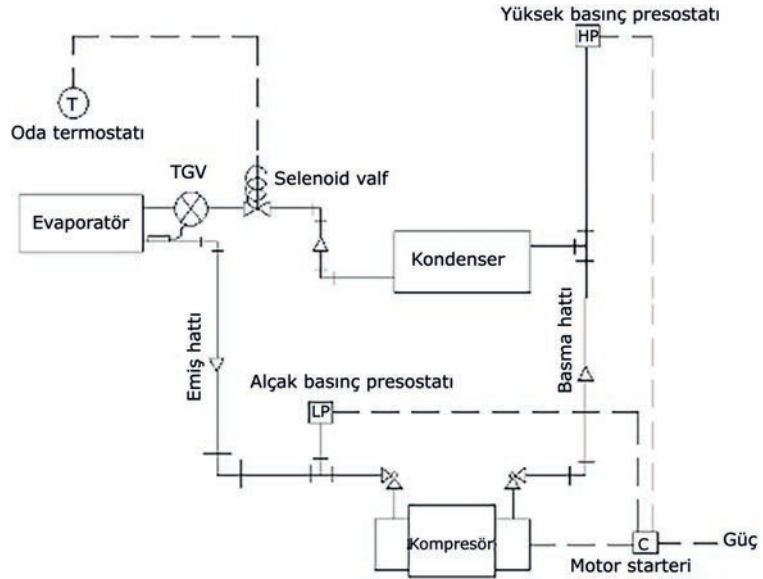 Yüksek basınç presostatı
HP
T
Oda termostatı
TGV
Selenoid valf
Evaporatör
Kondenser
Emiş hattı
Basma hattı
Alçak basınç presostatı
LP
Kompresör
C
Güç
Motor starteri